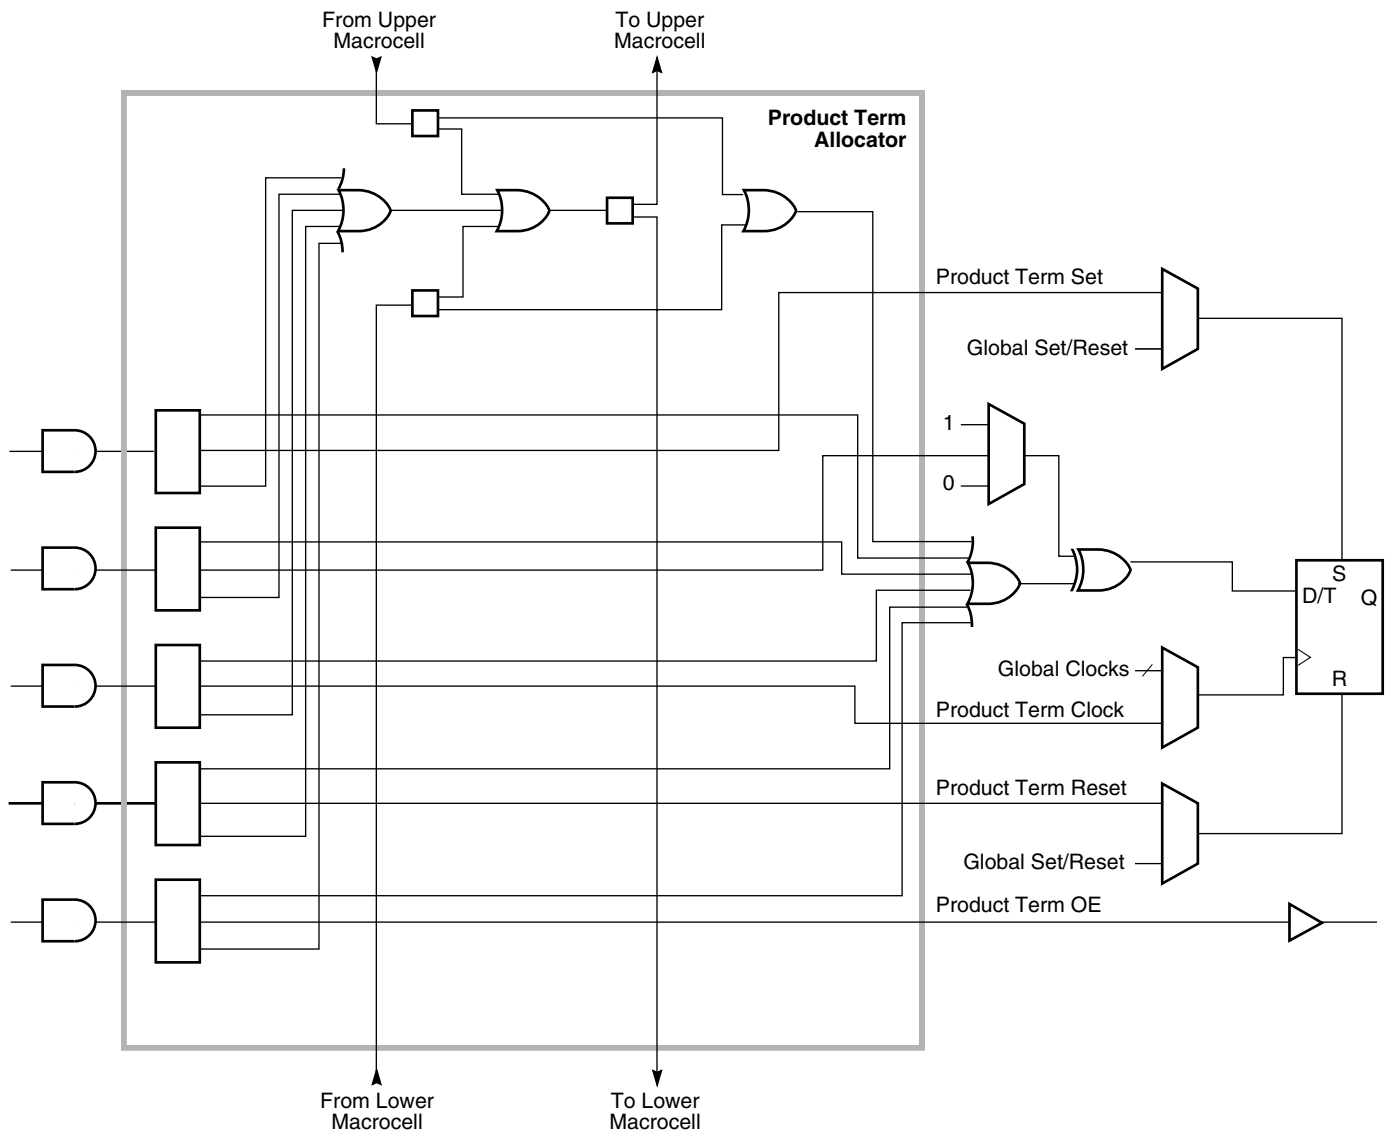 From Upper
Macrocell
To Upper
Macrocell
Product Term
Allocator
Product Term Set
Global Set/Reset
1
0
S
D/T
Q
R
Global Clocks
Product Term Clock
Product Term Reset
Global Set/Reset
Product Term OE
From Lower
Macrocell
To Lower
Macrocell